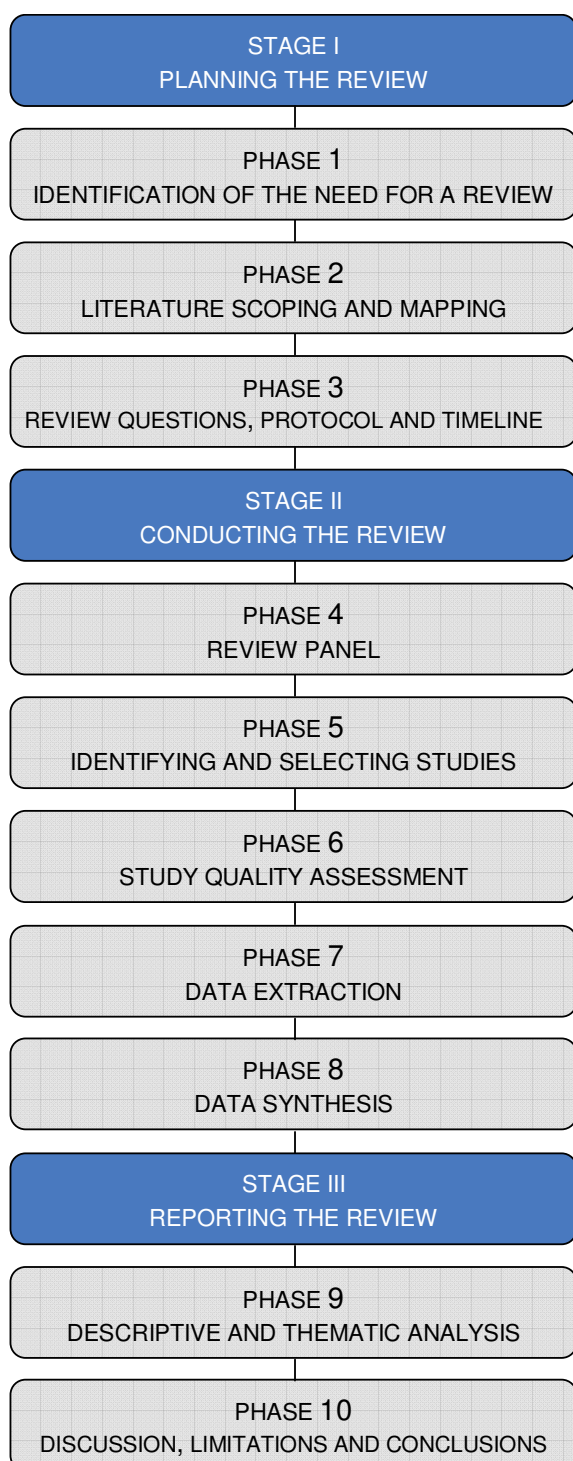 STAGE I
PLANNING THE REVIEW
PHASE 1
IDENTIFICATION OF THE NEED FOR A REVIEW
PHASE 2
LITERATURE SCOPING AND MAPPING
PHASE 3
REVIEW QUESTIONS, PROTOCOL AND TIMELINE
STAGE II
CONDUCTING THE REVIEW
PHASE 4
REVIEW PANEL
PHASE 5
IDENTIFYING AND SELECTING STUDIES
PHASE 6
STUDY QUALITY ASSESSMENT
PHASE 7
DATA EXTRACTION
PHASE 8
DATA SYNTHESIS
STAGE III
REPORTING THE REVIEW
PHASE 9
DESCRIPTIVE AND THEMATIC ANALYSIS
PHASE 10
DISCUSSION, LIMITATIONS AND CONCLUSIONS